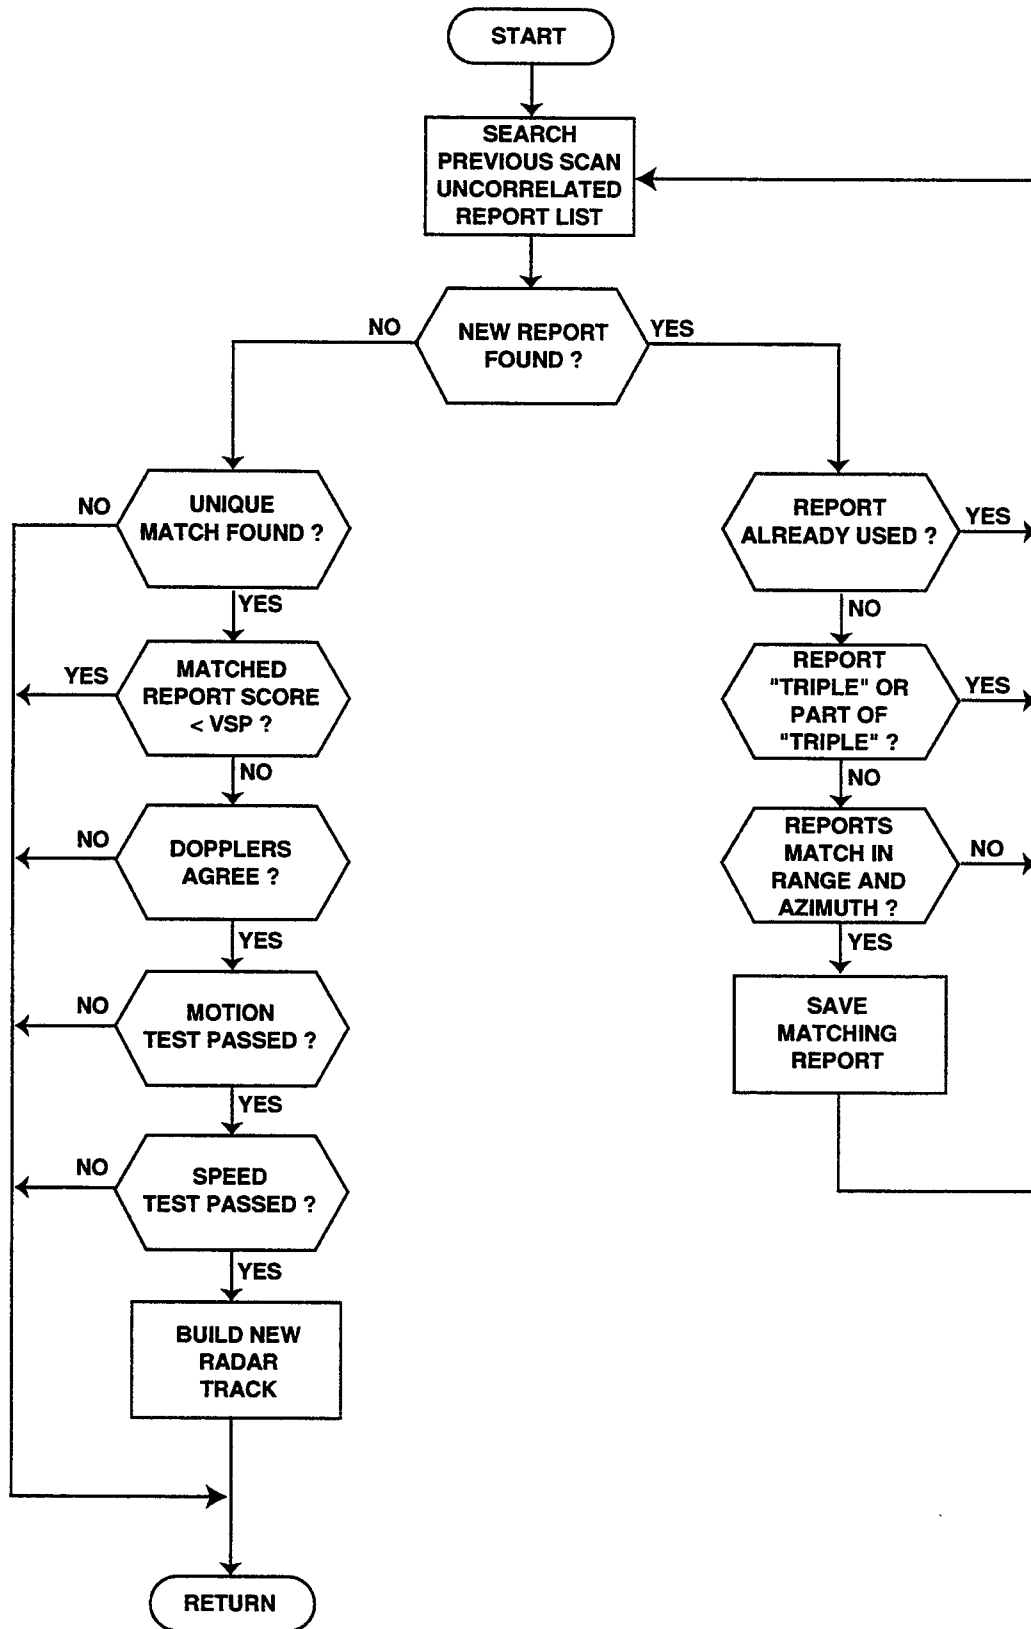 START
SEARCH
PREVIOUS SCAN
UNCORRELATED
REPORT LIST
NO
NEW REPORT
FOUND ?
YES
NO
UNIQUE
MATCH FOUND ?
YES
MATCHED
REPORT SCORE
< VSP ?
YES
NO
DOPPLERS
AGREE ?
NO
YES
MOTION
TEST PASSED ?
NO
YES
SPEED
TEST PASSED ?
NO
YES
BUILD NEW
RADAR
TRACK
RETURN
REPORT
ALREADY USED ?
YES
NO
REPORT
"TRIPLE" OR
PART OF
"TRIPLE" ?
YES
NO
REPORTS
MATCH IN
RANGE AND
AZIMUTH ?
NO
YES
SAVE
MATCHING
REPORT